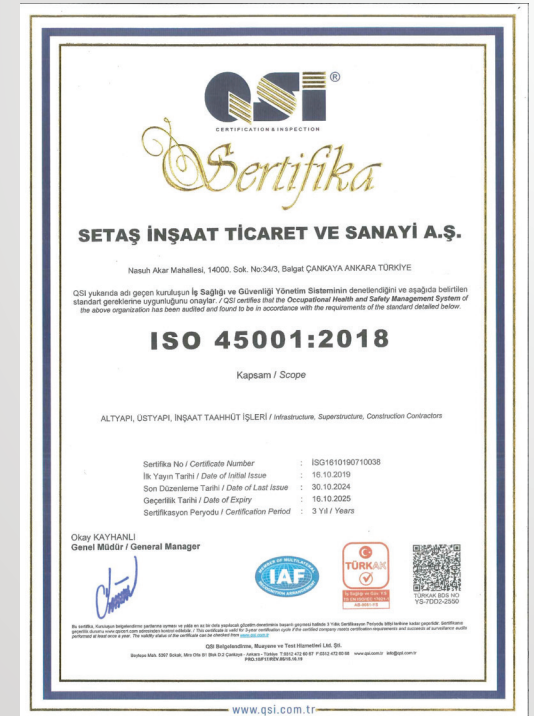 QSI ®
CERTIFICATION & INSPECTION
Sertifika
SETAŞ İNŞAAT TİCARET VE SANAYİ A.Ş.
Nasuh Akar Mahallesi, 14000. Sok. No:34/3, Balgat ÇANKAYA ANKARA TÜRKİYE
QSI yukarıda adı geçen kuruluşun İş Sağlığı ve Güvenliği Yönetim Sisteminin denetlendiğini ve aşağıda belirtilen
standart gereklerine uygunluğunu onaylar. / QSI certifies that the Occupational Health and Safety Management System of
the above organization has been audited and found to be in accordance with the requirements of the standard detailed below.
ISO 45001:2018
Kapsam / Scope
ALTYAPI, ÜSTYAPI, İNŞAAT TAAHHÜT İŞLERİ / Infrastructure, Superstructure, Construction Contractors
Sertifika No / Certificate Number : ISG1610190710038
İlk Yayın Tarihi / Date of Initial Issue : 16.10.2019
Son Düzenleme Tarihi / Date of Last Issue : 30.10.2024
Geçerlilik Tarihi / Date of Expiry : 16.10.2025
Sertifikasyon Peryodu / Certification Period : 3 Yıl / Years
Okay KAYHANLI
Genel Müdür / General Manager
IAF
TÜRKAK
TÜRKAK BDS NO
YS-7DD2-2550
QSI Belgelendirme, Muayene ve Test Hizmetleri Ltd. Şti.
www.qsi.com.tr